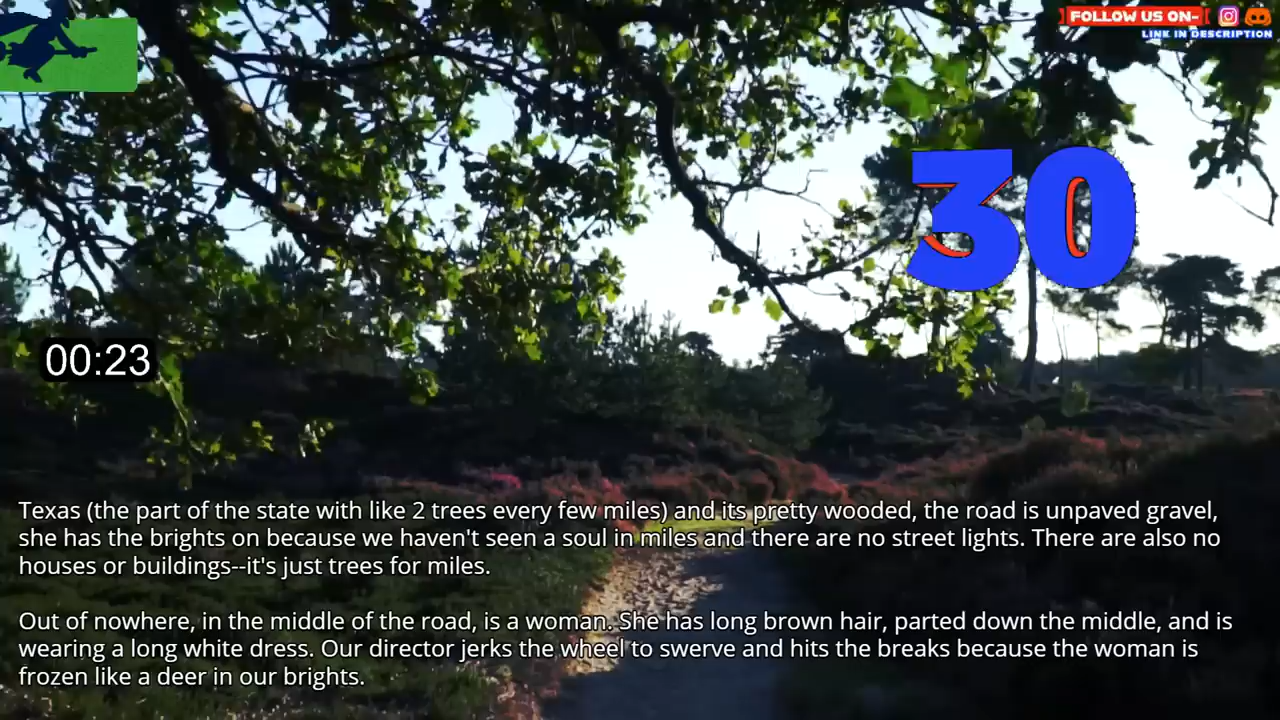 FOLLOW US ON-
LINK IN DESCRIPTION
30
00:23
Texas (the part of the state with like 2 trees every few miles) and its pretty wooded, the road is unpaved gravel,
she has the brights on because we haven't seen a soul in miles and there are no street lights. There are also no
houses or buildings--it's just trees for miles.
Out of nowhere, in the middle of the road, is a woman. She has long brown hair, parted down the middle, and is
wearing a long white dress. Our director jerks the wheel to swerve and hits the breaks because the woman is
frozen like a deer in our brights.